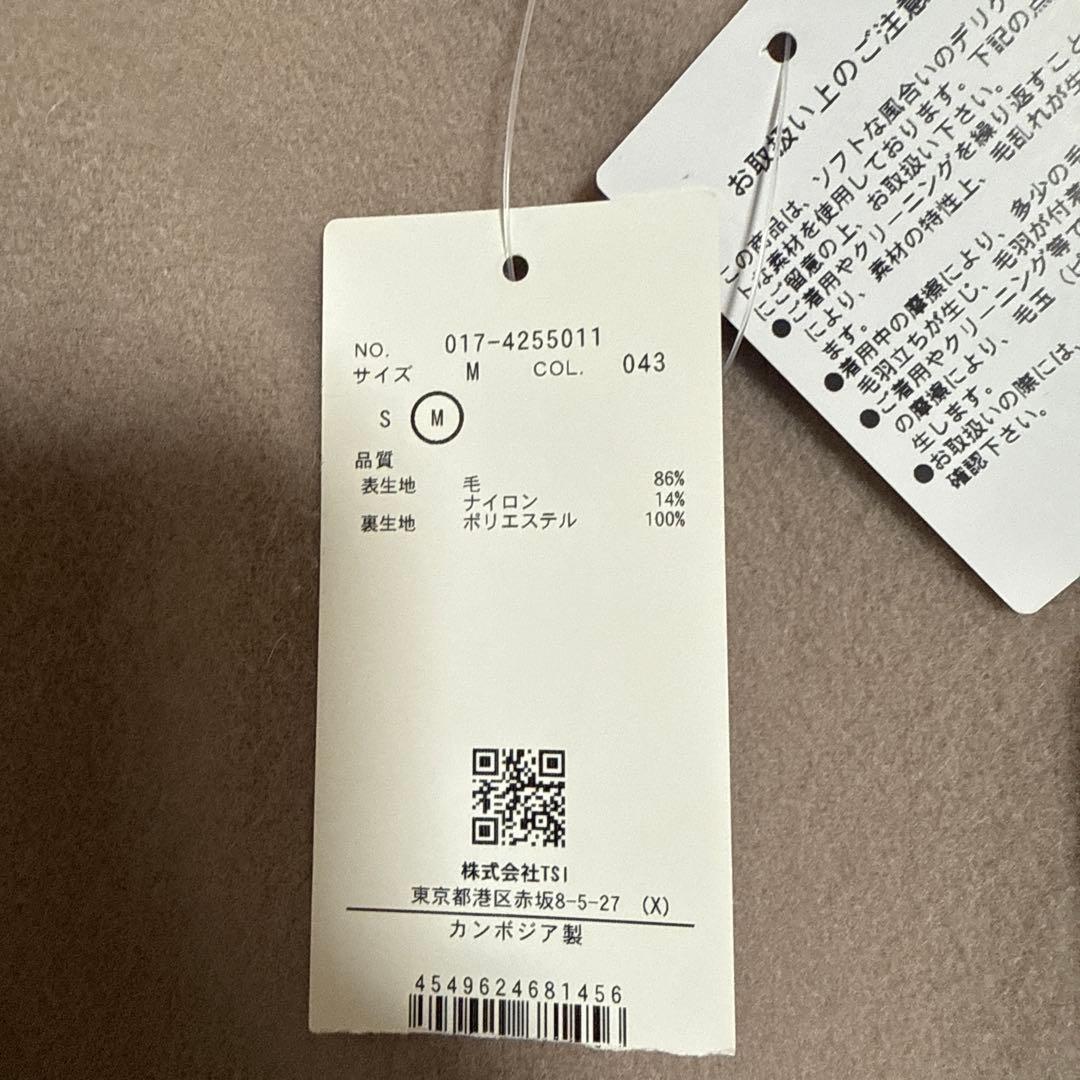 NO. 017-4255011
サイズ M COL. 043
S M
品質
表生地 毛 86%
ナイロン 14%
裏生地 ポリエステル 100%
株式会社TSI
東京都港区赤坂8-5-27 (X)
カンボジア製
4549624681456
お取扱い上のご注意
この商品は、ソフトな風合いのデリケ
トな素材を使用しております。下記の点
にご留意の上、お取扱い下さい。
●ご着用やクリーニングを繰り返すこと
により、素材の特性上、毛乱れが生
ます。
●着用中の摩擦により、多少の毛
毛羽立ちが生じ、毛羽が付着
●ご着用やクリーニング等で
の摩擦により、毛玉（ピ
生します。
●お取扱いの際には、
確認下さい。